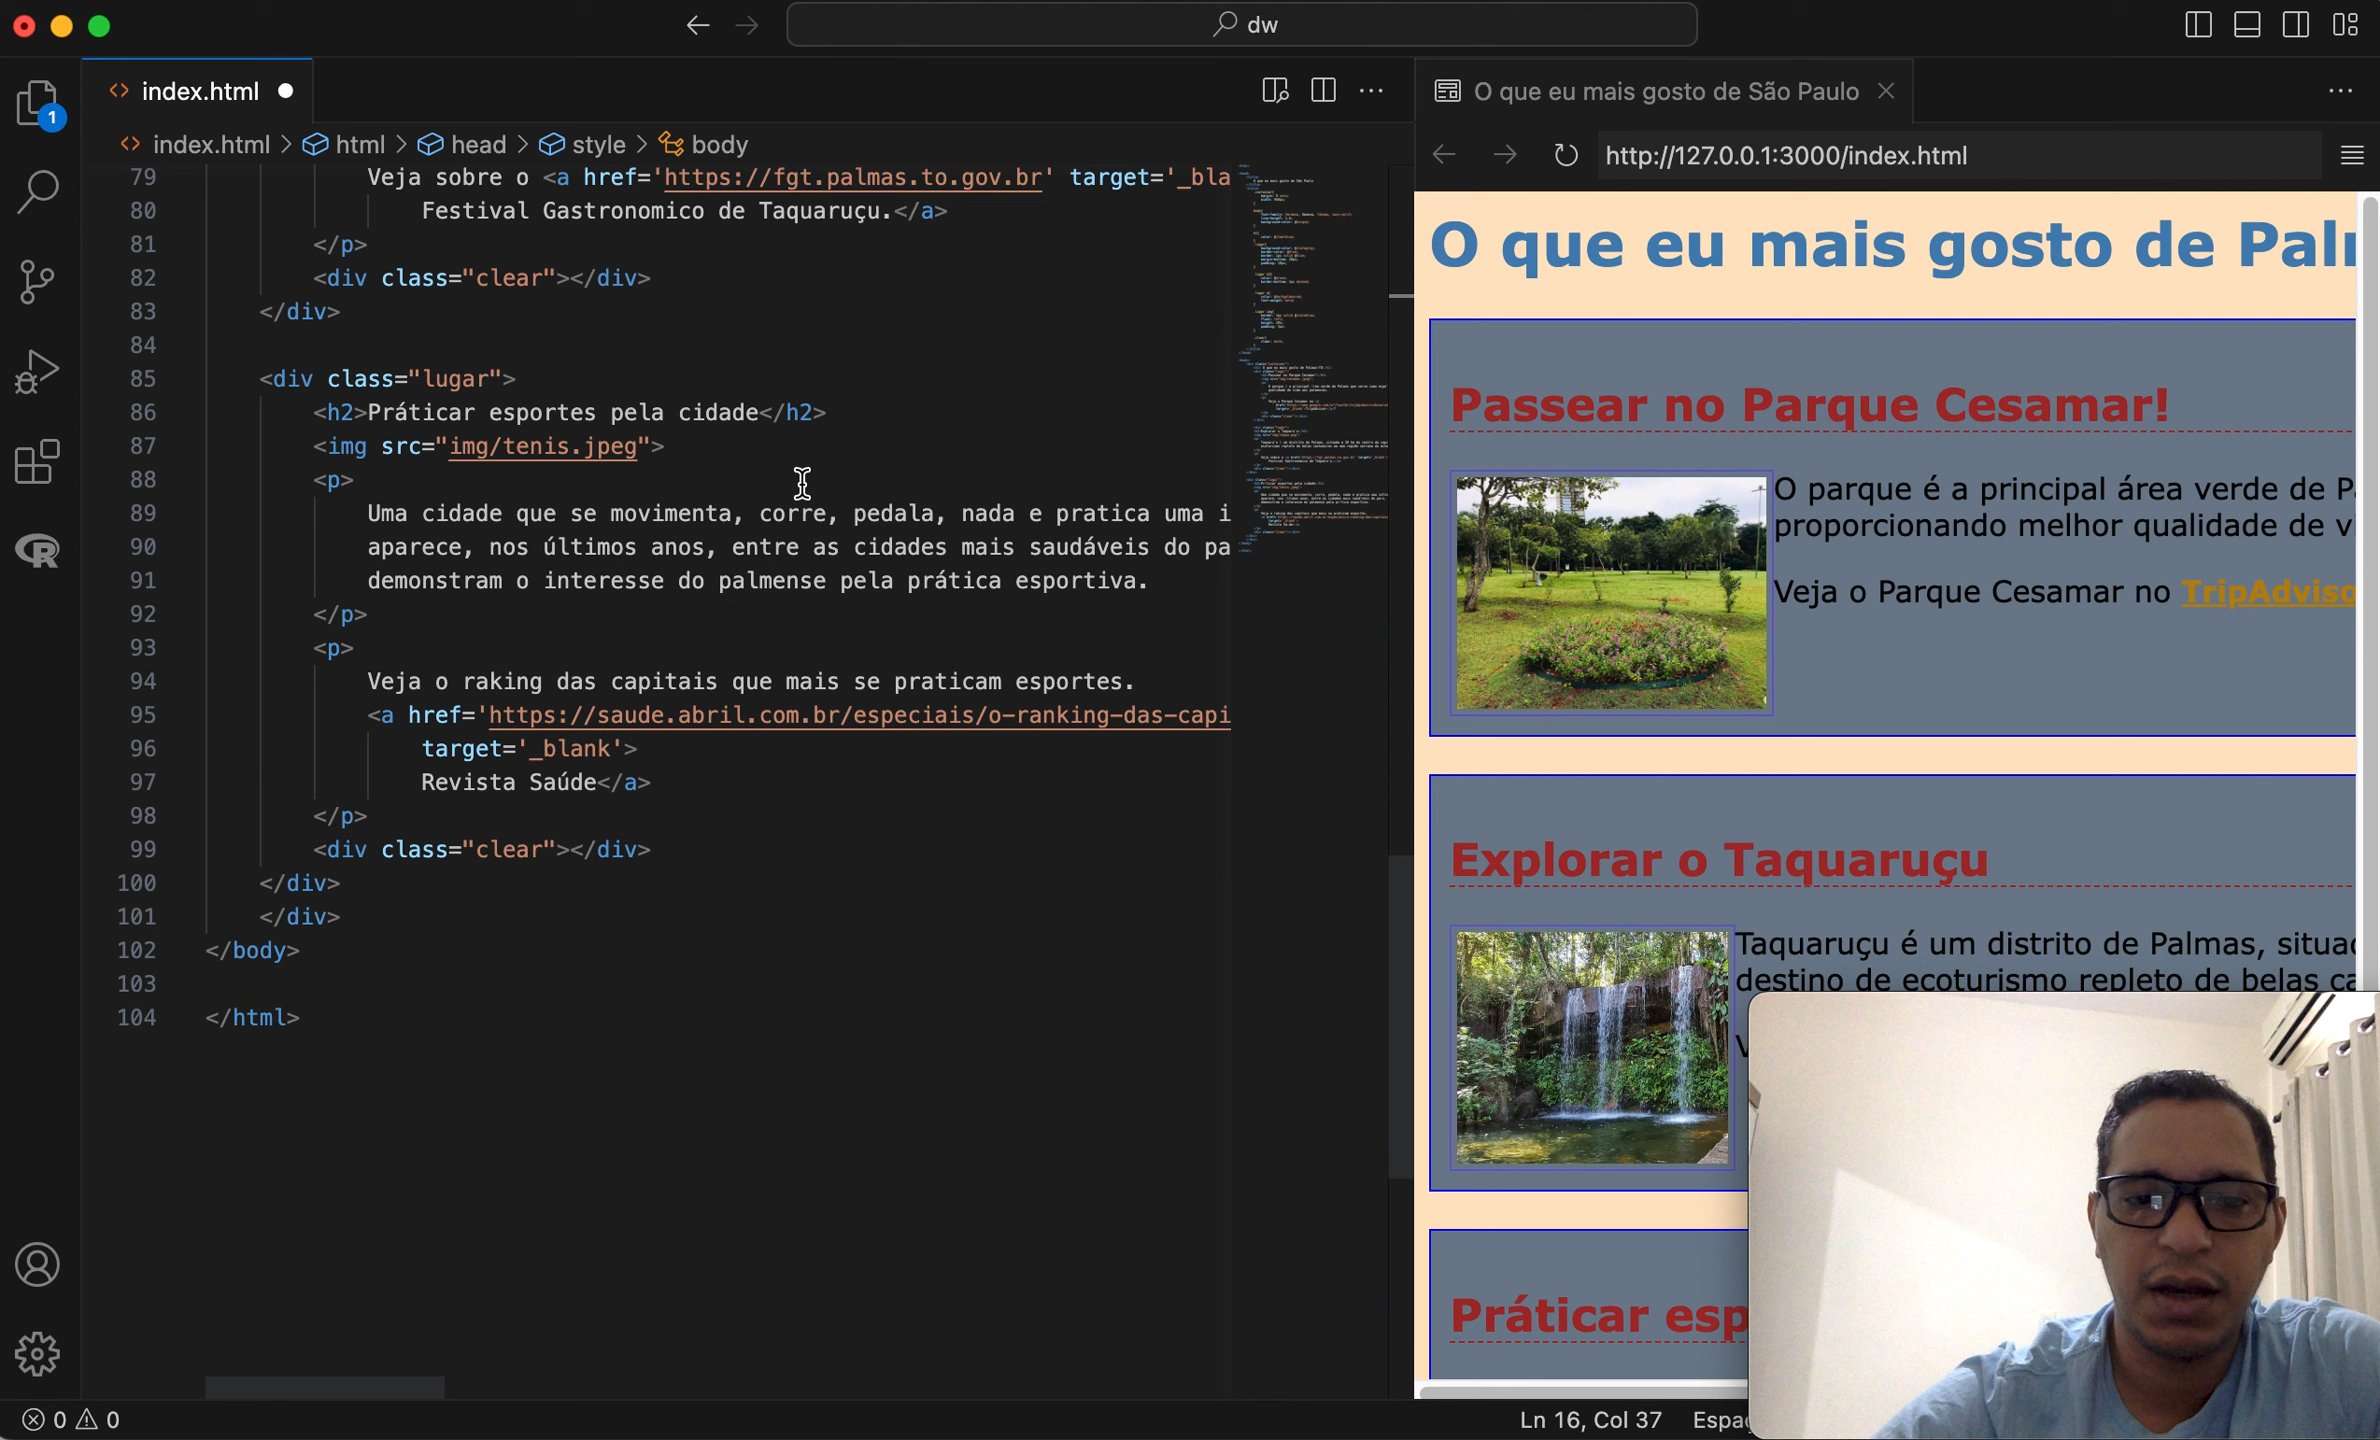 dw
index.html
O que eu mais gosto de São Paulo
index.html > html > head > style > body
http://127.0.0.1:3000/index.html
1
79 Veja sobre o <a href='https://fgt.palmas.to.gov.br' target='_bla
80 Festival Gastronomico de Taquaruçu.</a>
81 </p>
82 <div class="clear"></div>
83 </div>
84
85 <div class="lugar">
86 <h2>Práticar esportes pela cidade</h2>
87 <img src="img/tenis.jpeg">
88 <p>
89 Uma cidade que se movimenta, corre, pedala, nada e pratica uma i
90 aparece, nos últimos anos, entre as cidades mais saudáveis do pa
91 demonstram o interesse do palmense pela prática esportiva.
92 </p>
93 <p>
94 Veja o raking das capitais que mais se praticam esportes.
95 <a href='https://saude.abril.com.br/especiais/o-ranking-das-capi
96 target='_blank'>
97 Revista Saúde</a>
98 </p>
99 <div class="clear"></div>
100 </div>
101 </div>
102 </body>
103
104 </html>
O que eu mais gosto de Pal
Passear no Parque Cesamar!
O parque é a principal área verde de P
proporcionando melhor qualidade de v
Veja o Parque Cesamar no TripAdviso
Explorar o Taquaruçu
Taquaruçu é um distrito de Palmas, situa
destino de ecoturismo repleto de belas ca
V
Práticar esp
0 0
Ln 16, Col 37 Espa